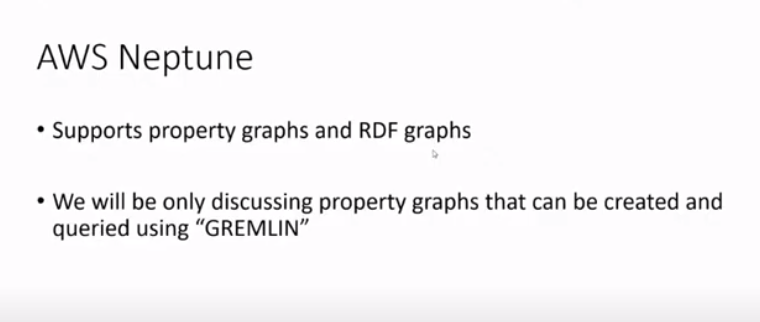 AWS Neptune
• Supports property graphs and RDF graphs
• We will be only discussing property graphs that can be created and
queried using “GREMLIN”